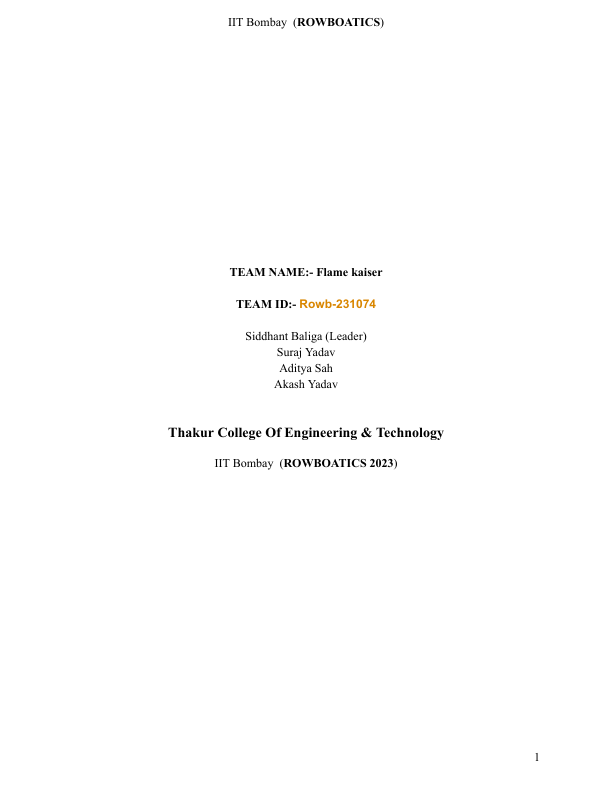 IIT Bombay  (ROWBOATICS)
TEAM NAME:- Flame kaiser
TEAM ID:- Rowb-231074
Siddhant Baliga (Leader)
Suraj Yadav
Aditya Sah
Akash Yadav
Thakur College Of Engineering & Technology
IIT Bombay  (ROWBOATICS 2023)
1